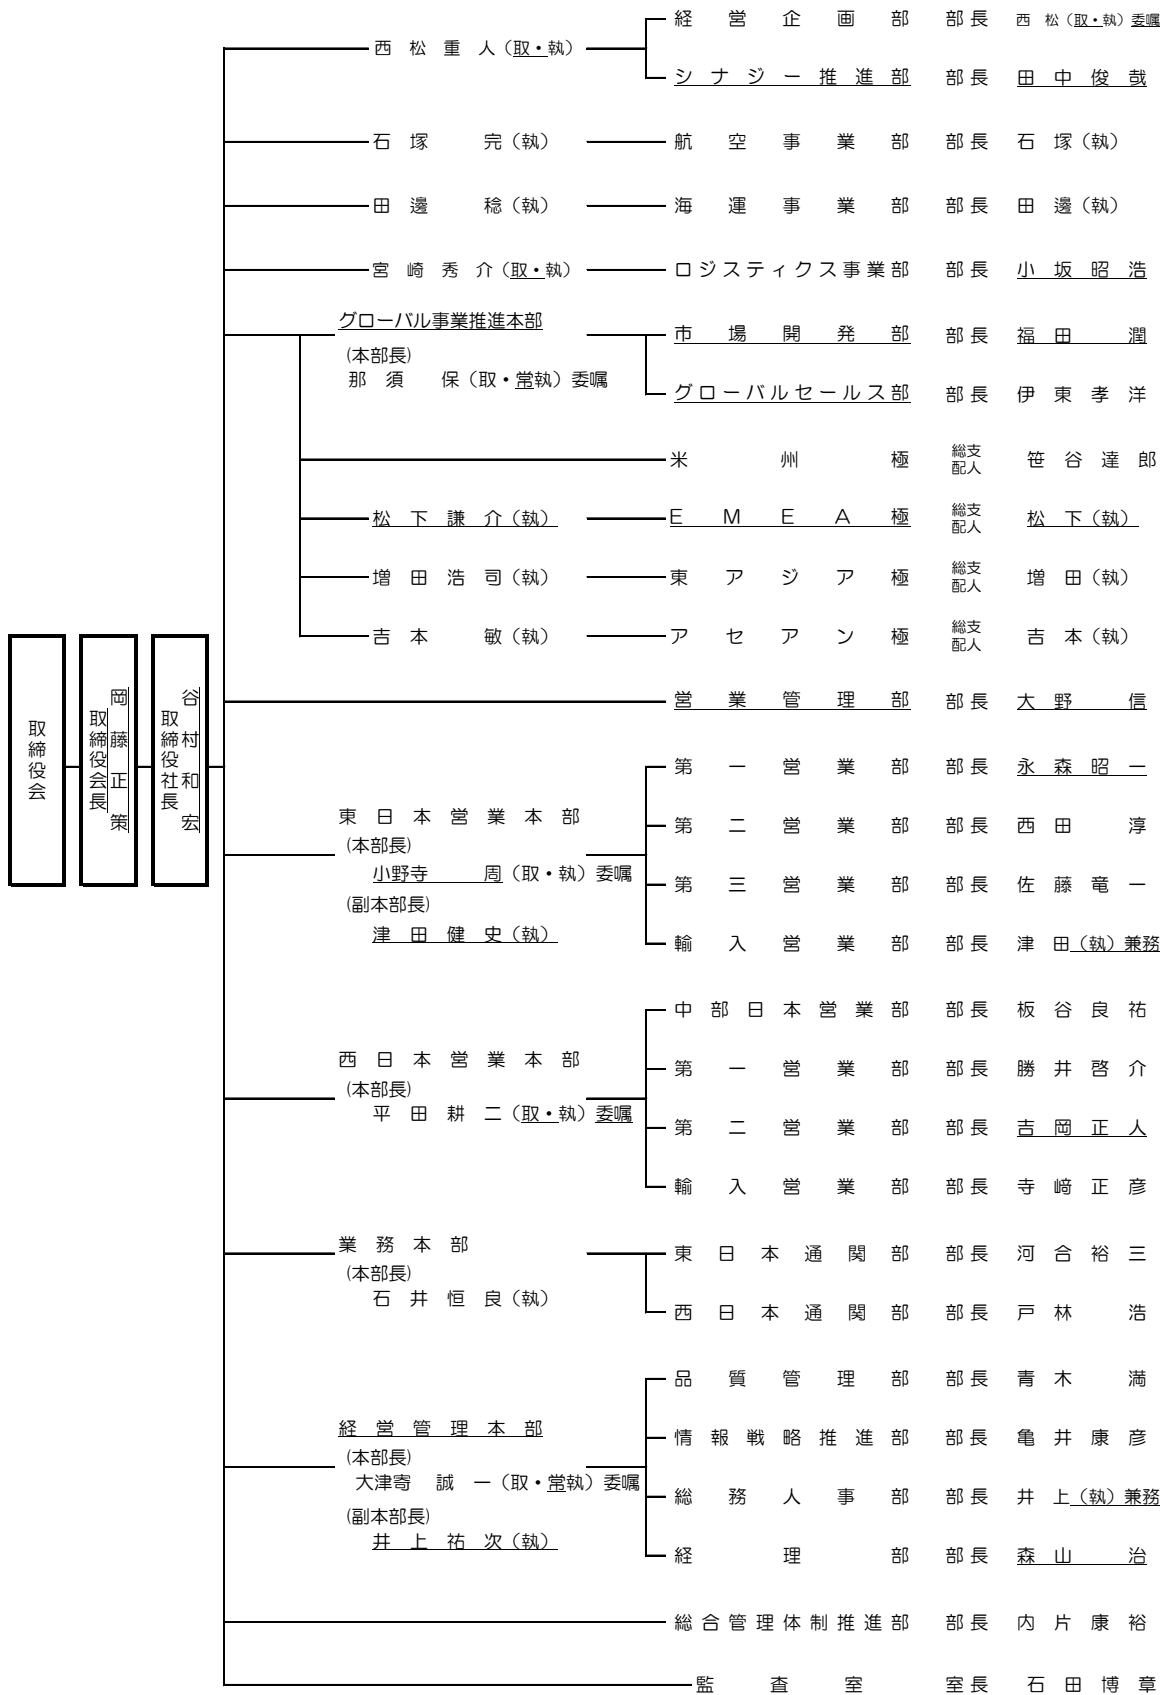 取締役会
取締役会長 岡藤正策
取締役社長 谷村和宏
西松重人（取・執） 経営企画部 部長 西松（取・執）委嘱
シナジー推進部 部長 田中俊哉
石塚 完（執） 航空事業部 部長 石塚（執）
田邊 稔（執） 海運事業部 部長 田邊（執）
宮崎秀介（取・執） ロジスティクス事業部 部長 小坂昭浩
グローバル事業推進本部
(本部長)
那須 保（取・常執）委嘱
市場開発部 部長 福田 潤
グローバルセールス部 部長 伊東孝洋
米州極 総支配人 笹谷達郎
松下謙介（執） EMEA極 総支配人 松下（執）
増田浩司（執） 東アジア極 総支配人 増田（執）
吉本 敏（執） アセアン極 総支配人 吉本（執）
営業管理部 部長 大野 信
東日本営業本部
(本部長)
小野寺 周（取・執）委嘱
(副本部長)
津田健史（執）
第一営業部 部長 永森昭一
第二営業部 部長 西田 淳
第三営業部 部長 佐藤竜一
輸入営業部 部長 津田（執）兼務
西日本営業本部
(本部長)
平田耕二（取・執）委嘱
中部日本営業部 部長 板谷良祐
第一営業部 部長 勝井啓介
第二営業部 部長 吉岡正人
輸入営業部 部長 寺﨑正彦
業務本部
(本部長)
石井恒良（執）
東日本通関部 部長 河合裕三
西日本通関部 部長 戸林 浩
経営管理本部
(本部長)
大津寄 誠一（取・常執）委嘱
(副本部長)
井上祐次（執）
品質管理部 部長 青木 満
情報戦略推進部 部長 亀井康彦
総務人事部 部長 井上（執）兼務
経理部 部長 森山 治
総合管理体制推進部 部長 内片康裕
監査室 室長 石田博章